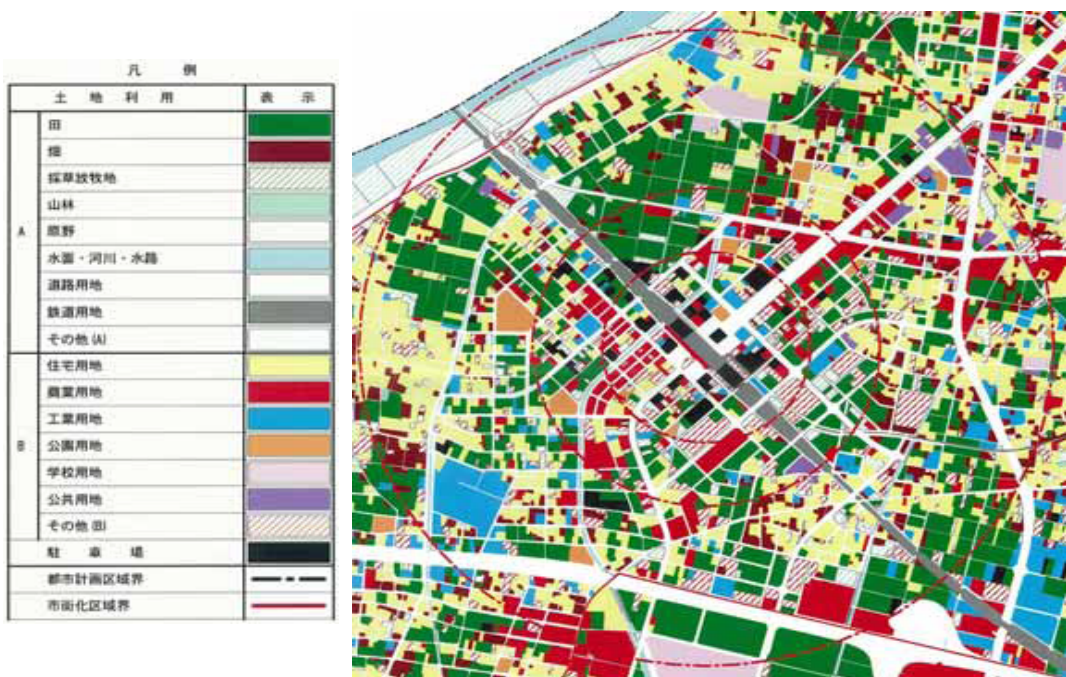 凡 例
土 地 利 用 表 示
A
田
畑
採草放牧地
山林
原野
水面・河川・水路
道路用地
鉄道用地
その他(A)
B
住宅用地
商業用地
工業用地
公園用地
学校用地
公共用地
その他(B)
駐 車 場
都市計画区域界
市街化区域界